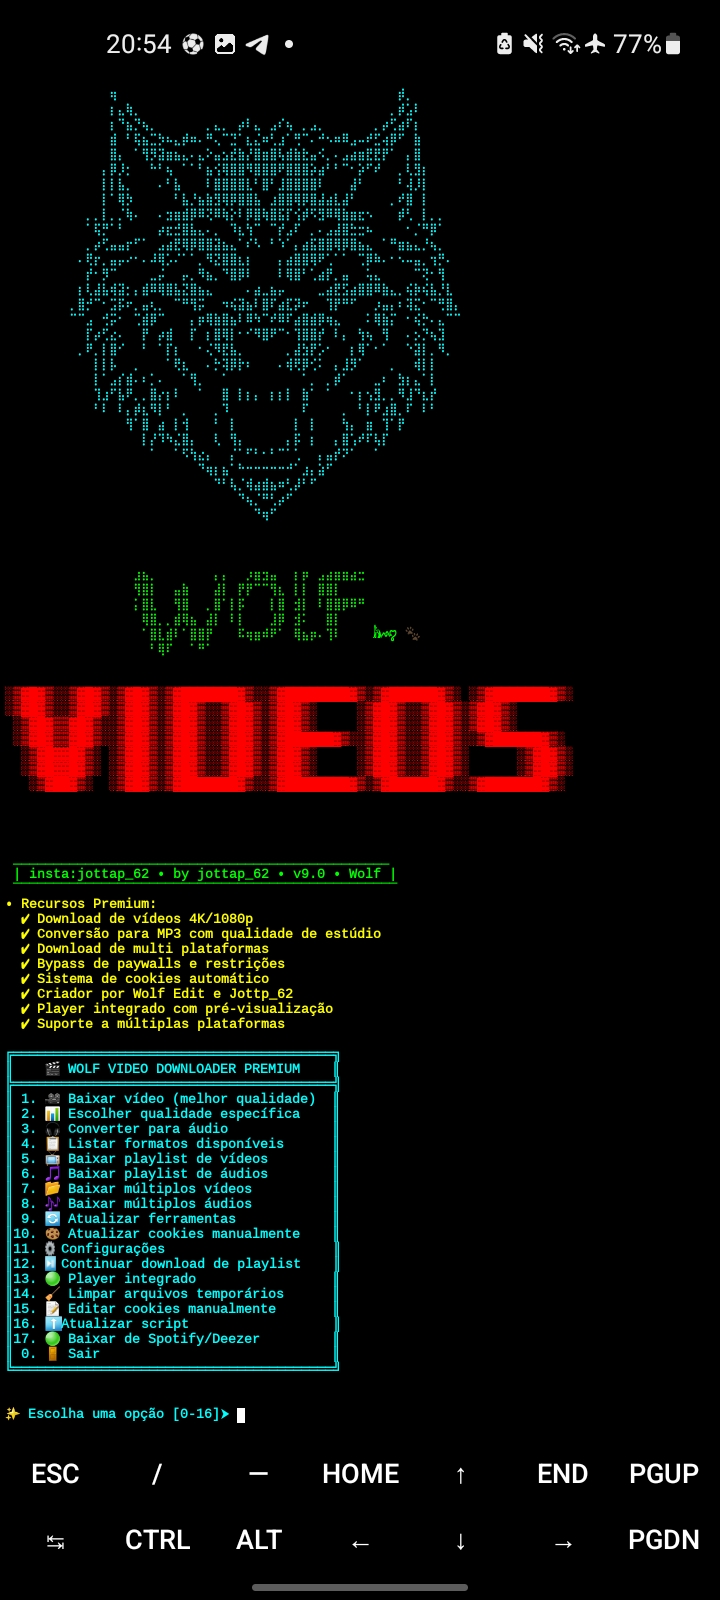 20:54 77%
WOLF
VIDEOS
| insta:jottap_62 • by jottap_62 • v9.0 • Wolf |
• Recursos Premium:
✔ Download de vídeos 4K/1080p
✔ Conversão para MP3 com qualidade de estúdio
✔ Download de multi plataformas
✔ Bypass de paywalls e restrições
✔ Sistema de cookies automático
✔ Criador por Wolf Edit e Jottp_62
✔ Player integrado com pré-visualização
✔ Suporte a múltiplas plataformas
🎬 WOLF VIDEO DOWNLOADER PREMIUM
1. 🎥 Baixar vídeo (melhor qualidade)
2. 📊 Escolher qualidade específica
3. 🎧 Converter para áudio
4. 📋 Listar formatos disponíveis
5. 📺 Baixar playlist de vídeos
6. 🎵 Baixar playlist de áudios
7. 📂 Baixar múltiplos vídeos
8. 🎶 Baixar múltiplos áudios
9. 🔄 Atualizar ferramentas
10. 🍪 Atualizar cookies manualmente
11. ⚙️ Configurações
12. ⏯️ Continuar download de playlist
13. 🟢 Player integrado
14. 🧹 Limpar arquivos temporários
15. 📝 Editar cookies manualmente
16. ⬆️Atualizar script
17. 🟢 Baixar de Spotify/Deezer
0. 🚪 Sair
✨ Escolha uma opção [0-16]➤
ESC / — HOME ↑ END PGUP
↹ CTRL ALT ← ↓ → PGDN